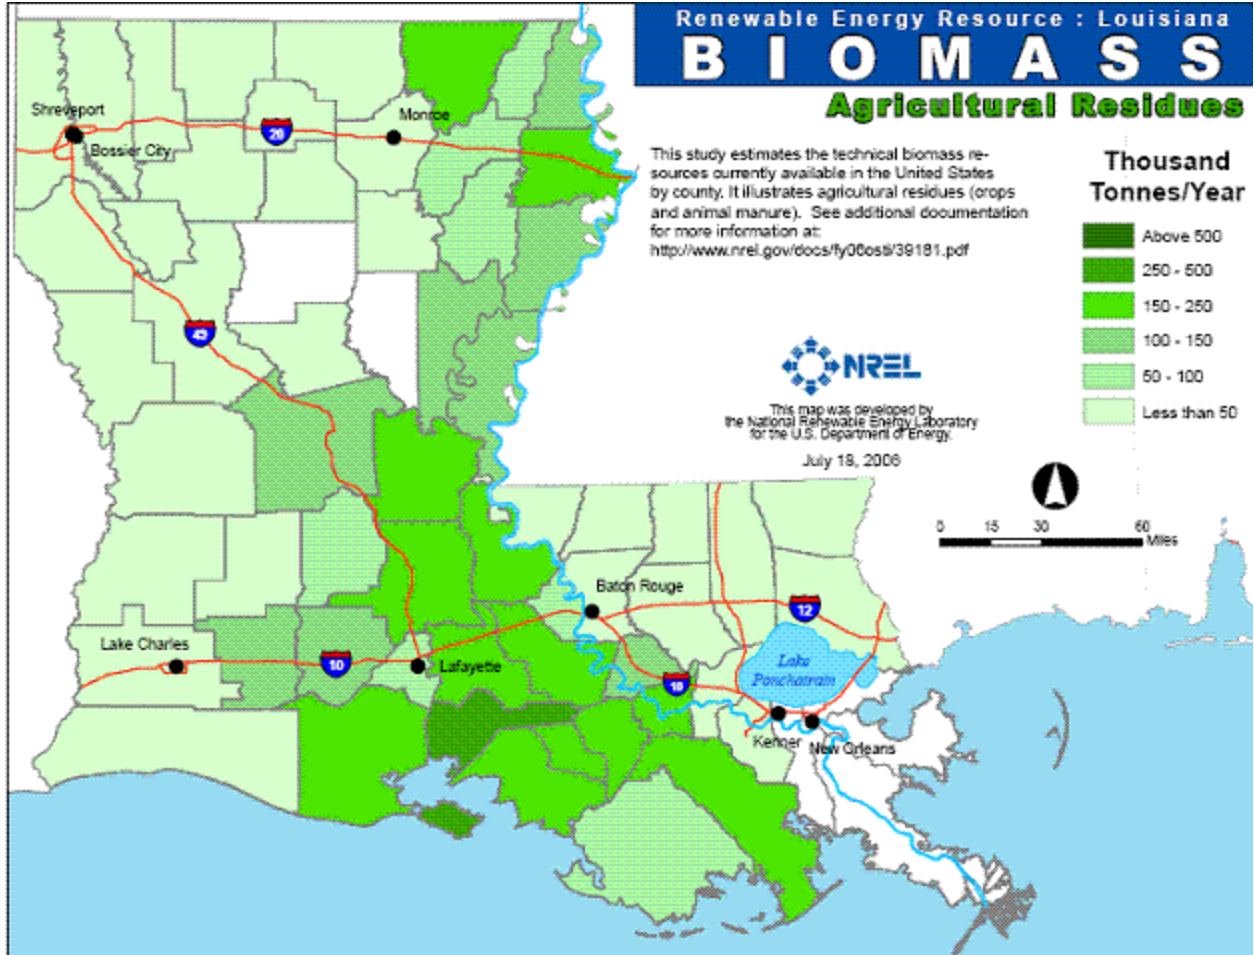 Renewable Energy Resource : Louisiana
BIOMASS
Agricultural Residues
This study estimates the technical biomass re-
sources currently available in the United States
by county. It illustrates agricultural residues (crops
and animal manure). See additional documentation
for more information at:
http://www.nrel.gov/docs/fy06osti/39181.pdf
Thousand
Tonnes/Year
Above 500
250 - 500
150 - 250
100 - 150
50 - 100
Less than 50
NREL
This map was developed by
the National Renewable Energy Laboratory
for the U.S. Department of Energy.
July 18, 2006
0 15 30 60
Miles
Shreveport
Bossier City
20
Monroe
49
Baton Rouge
12
Lake Charles
10
Lafayette
10
Lake
Ponchatrain
Kenner
New Orleans